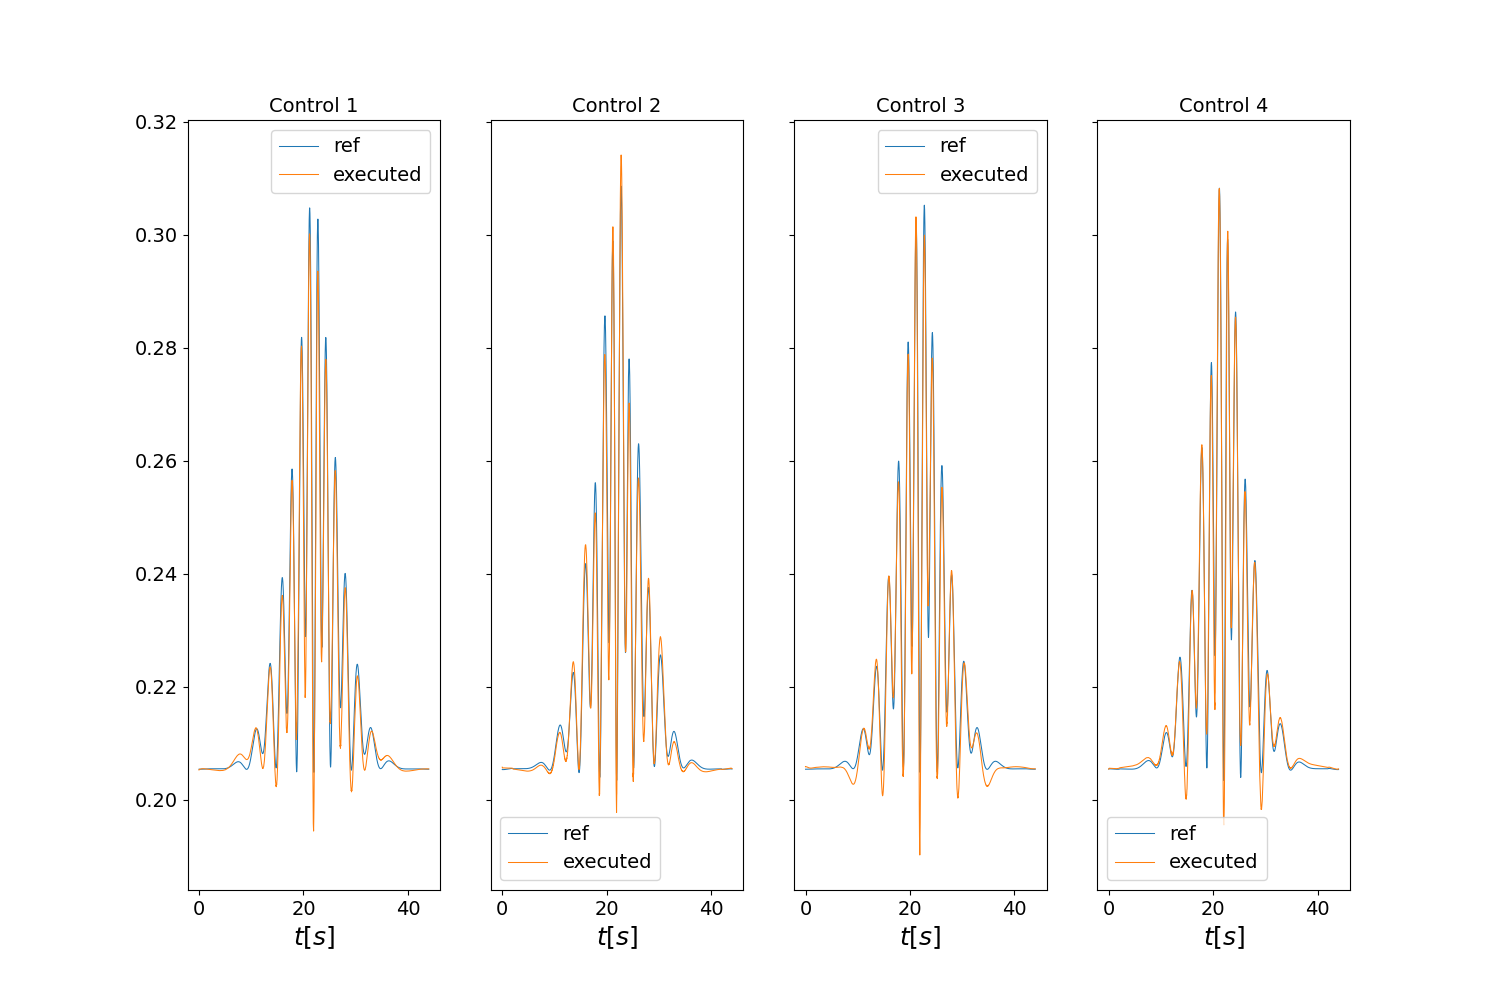 Control 1
Control 2
Control 3
Control 4
0.32
0.30
0.28
0.26
0.24
0.22
0.20
ref
executed
ref
executed
ref
executed
ref
executed
0 20 40
0 20 40
0 20 40
0 20 40
t[s]
t[s]
t[s]
t[s]